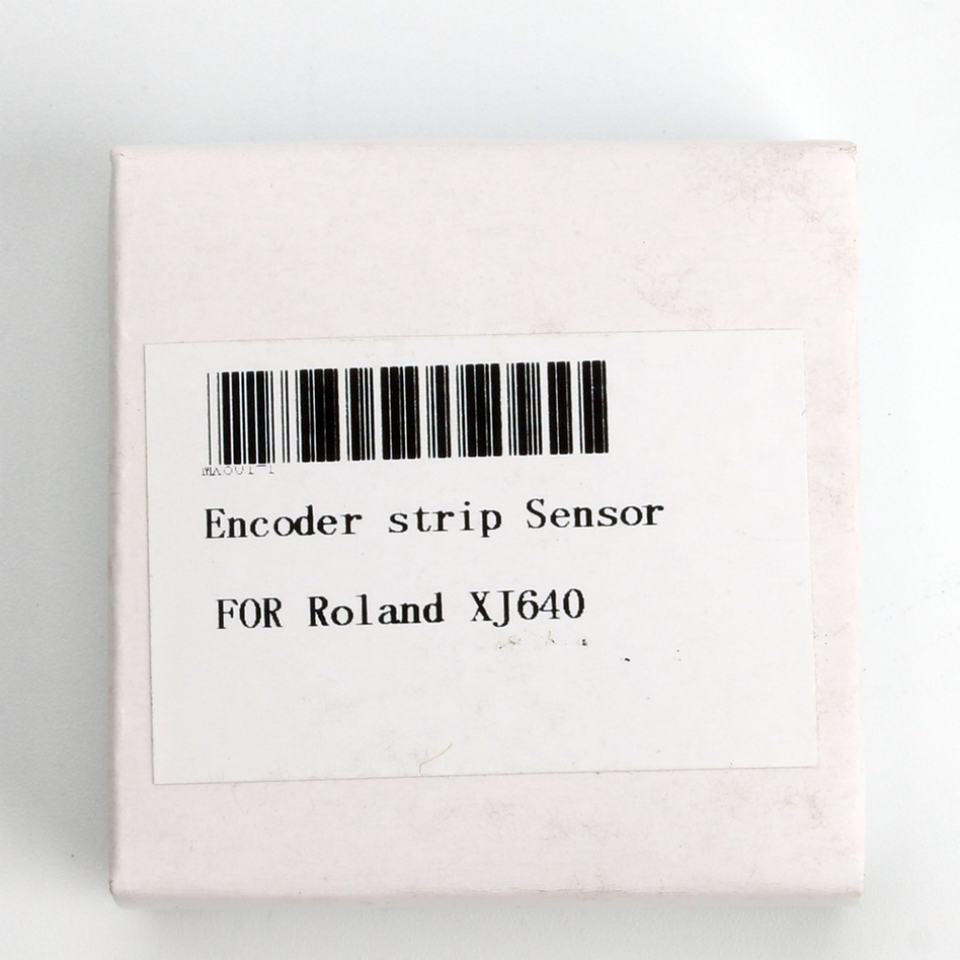 Encoder strip Sensor
FOR Roland XJ640